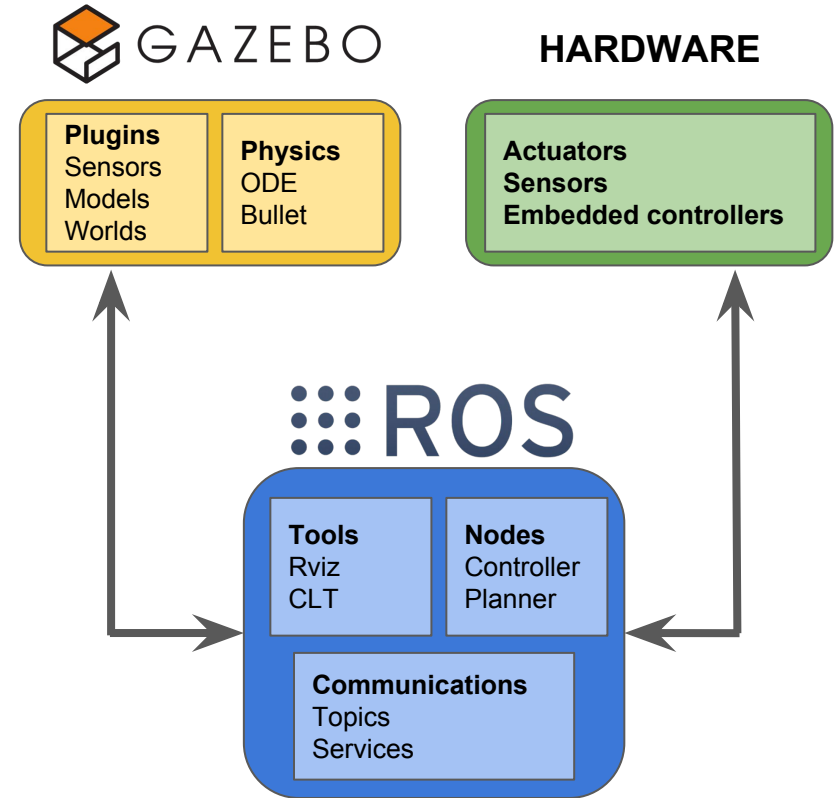 GAZEBO
HARDWARE
Plugins
Sensors
Models
Worlds
Physics
ODE
Bullet
Actuators
Sensors
Embedded controllers
ROS
Tools
Rviz
CLT
Nodes
Controller
Planner
Communications
Topics
Services